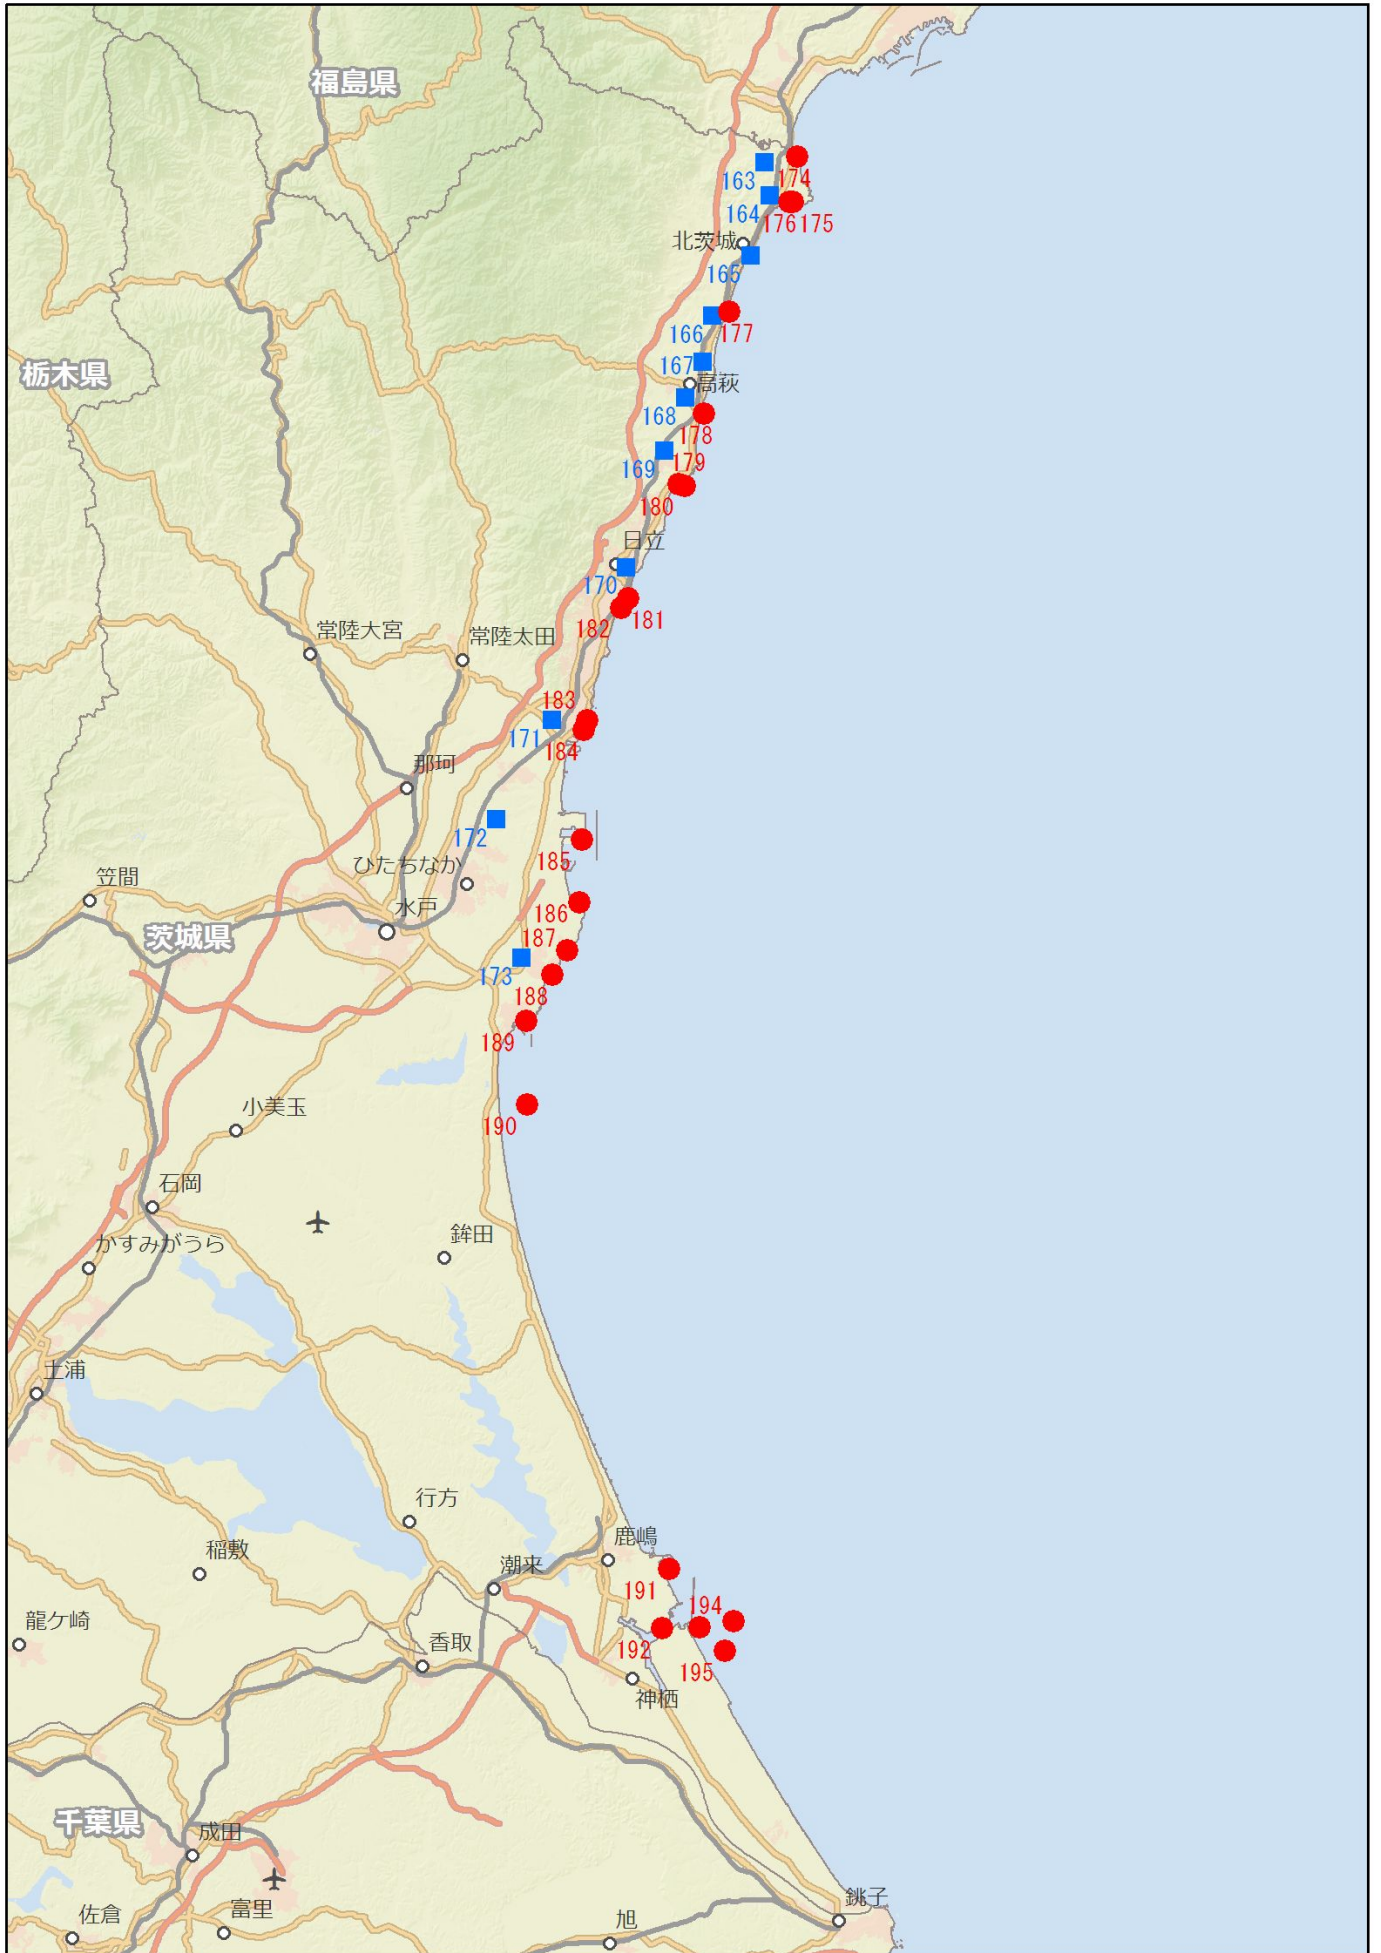 福島県
163
174
164
176
175
北茨城
165
166
177
栃木県
167
高萩
168
178
179
169
180
日立
170
181
182
常陸大宮
常陸太田
183
171
184
那珂
172
185
ひたちなか
笠間
水戸
186
茨城県
187
173
188
189
小美玉
190
石岡
鉾田
かすみがうら
土浦
行方
鹿嶋
稲敷
潮来
191
194
龍ケ崎
香取
192
195
神栖
千葉県
成田
銚子
佐倉
富里
旭